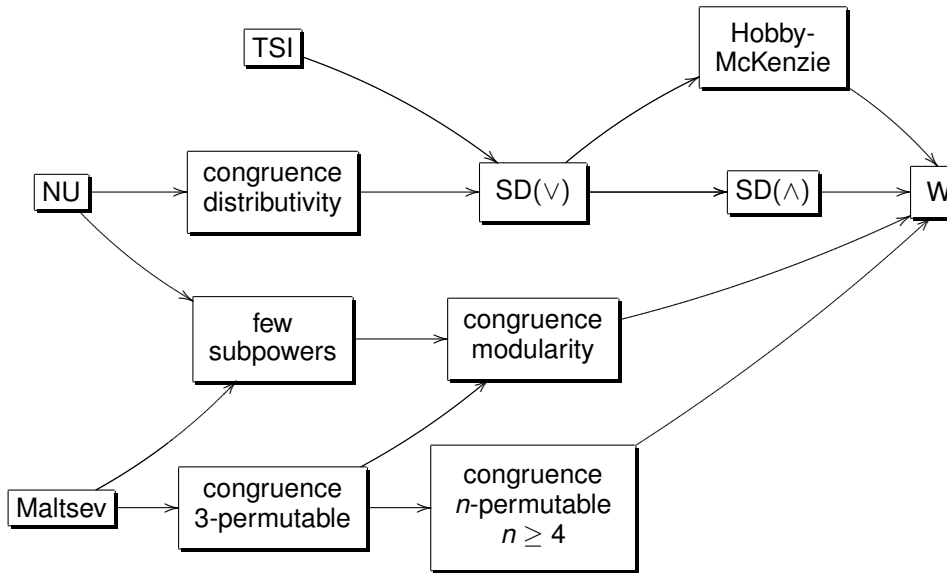 TSI
Hobby-
McKenzie
NU
congruence
distributivity
SD(∨)
SD(∧)
W
few
subpowers
congruence
modularity
Maltsev
congruence
3-permutable
congruence
n-permutable
n ≥ 4